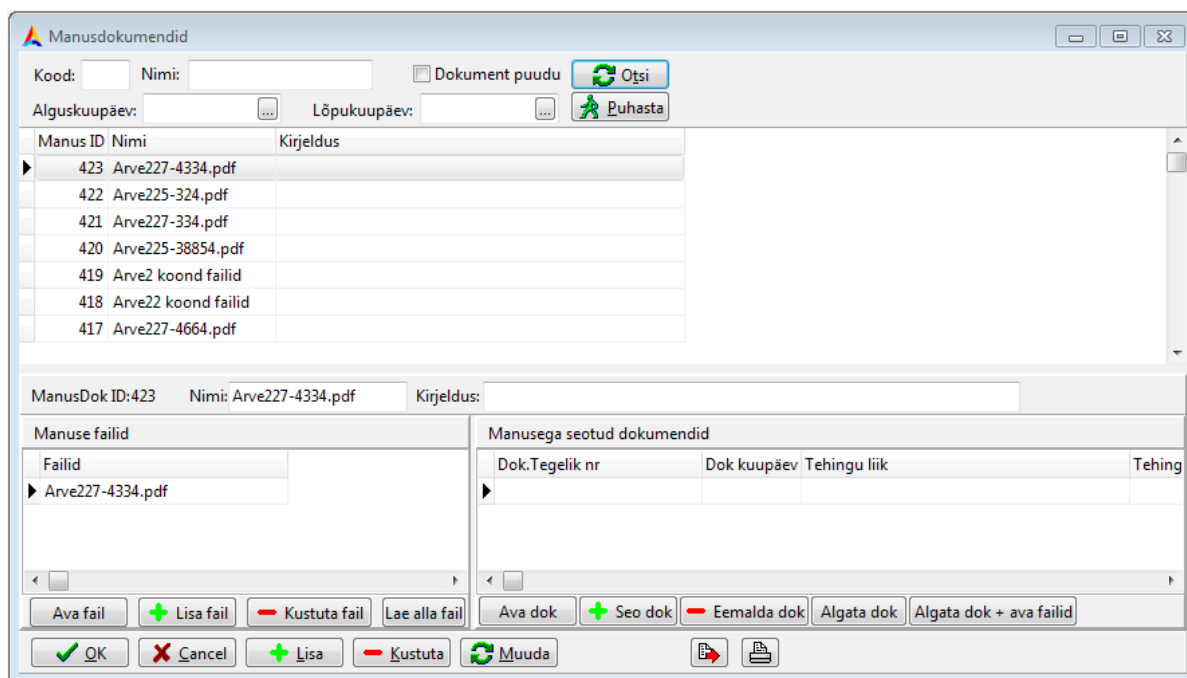 Manusdokumendid
Kood: Nimi: Dokument puudu Otsi
Alguskuupäev: ... Lõpukuupäev: ... Puhasta
Manus ID Nimi Kirjeldus
423 Arve227-4334.pdf
422 Arve225-324.pdf
421 Arve227-334.pdf
420 Arve225-38854.pdf
419 Arve2 koond failid
418 Arve22 koond failid
417 Arve227-4664.pdf
ManusDok ID:423 Nimi: Arve227-4334.pdf Kirjeldus:
Manuse failid Manusega seotud dokumendid
Failid Dok.Tegelik nr Dok kuupäev Tehingu liik Tehing
Arve227-4334.pdf
Ava fail Lisa fail Kustuta fail Lae alla fail Ava dok Seo dok Eemalda dok Algata dok Algata dok + ava failid
OK Cancel Lisa Kustuta Muuda